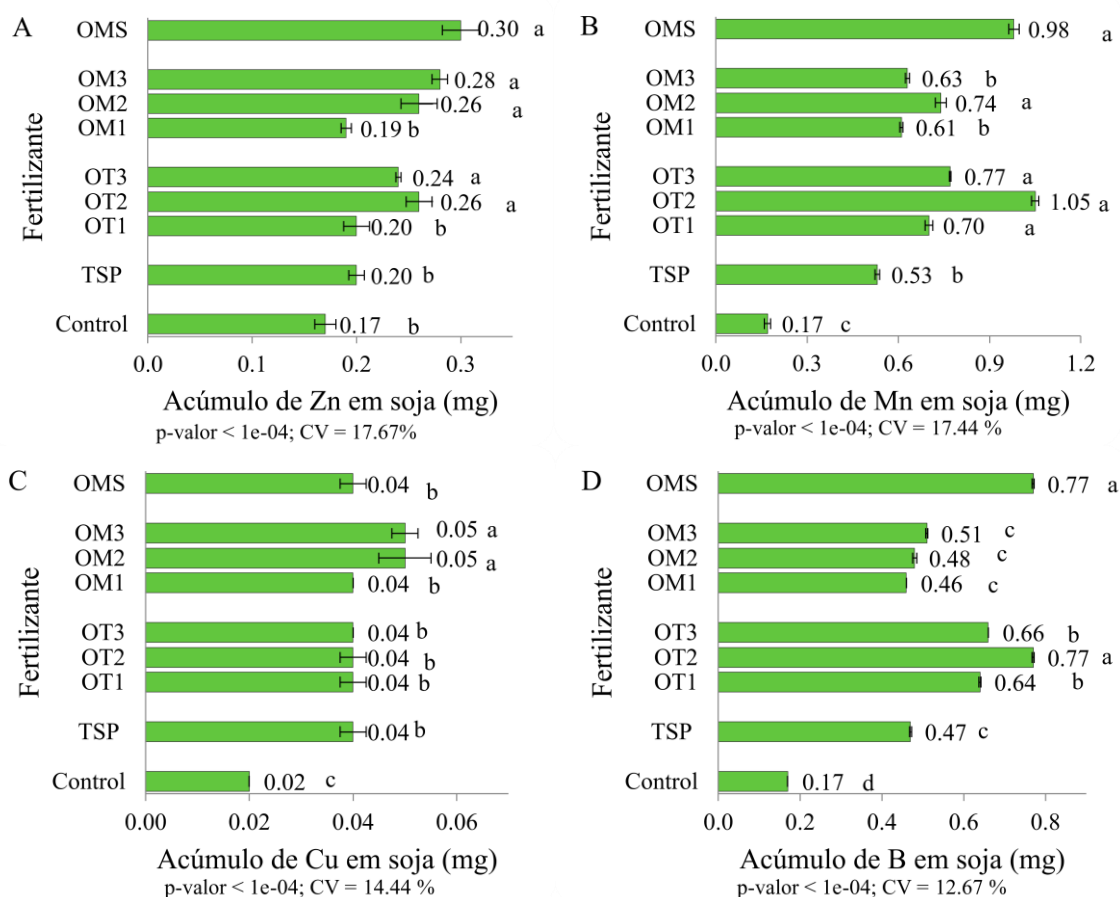 A
Fertilizante
OMS 0.30 a
OM3 0.28 a
OM2 0.26 a
OM1 0.19 b
OT3 0.24 a
OT2 0.26 a
OT1 0.20 b
TSP 0.20 b
Control 0.17 b
0.0 0.1 0.2 0.3
Acúmulo de Zn em soja (mg)
p-valor < 1e-04; CV = 17.67%
B
Fertilizante
OMS 0.98 a
OM3 0.63 b
OM2 0.74 a
OM1 0.61 b
OT3 0.77 a
OT2 1.05 a
OT1 0.70 a
TSP 0.53 b
Control 0.17 c
0.0 0.3 0.6 0.9 1.2
Acúmulo de Mn em soja (mg)
p-valor < 1e-04; CV = 17.44 %
C
Fertilizante
OMS 0.04 b
OM3 0.05 a
OM2 0.05 a
OM1 0.04 b
OT3 0.04 b
OT2 0.04 b
OT1 0.04 b
TSP 0.04 b
Control 0.02 c
0.00 0.02 0.04 0.06
Acúmulo de Cu em soja (mg)
p-valor < 1e-04; CV = 14.44 %
D
Fertilizante
OMS 0.77 a
OM3 0.51 c
OM2 0.48 c
OM1 0.46 c
OT3 0.66 b
OT2 0.77 a
OT1 0.64 b
TSP 0.47 c
Control 0.17 d
0.0 0.2 0.4 0.6 0.8
Acúmulo de B em soja (mg)
p-valor < 1e-04; CV = 12.67 %